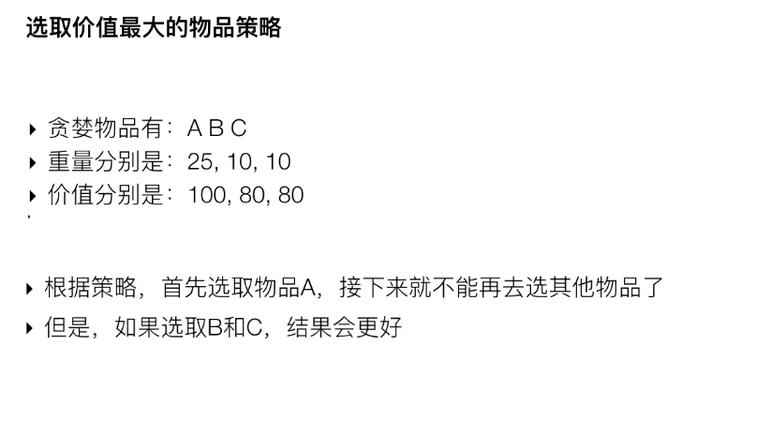 选取价值最大的物品策略
贪婪物品有：A B C
重量分别是：25, 10, 10
价值分别是：100, 80, 80
根据策略，首先选取物品A，接下来就不能再去选其他物品了
但是，如果选取B和C，结果会更好